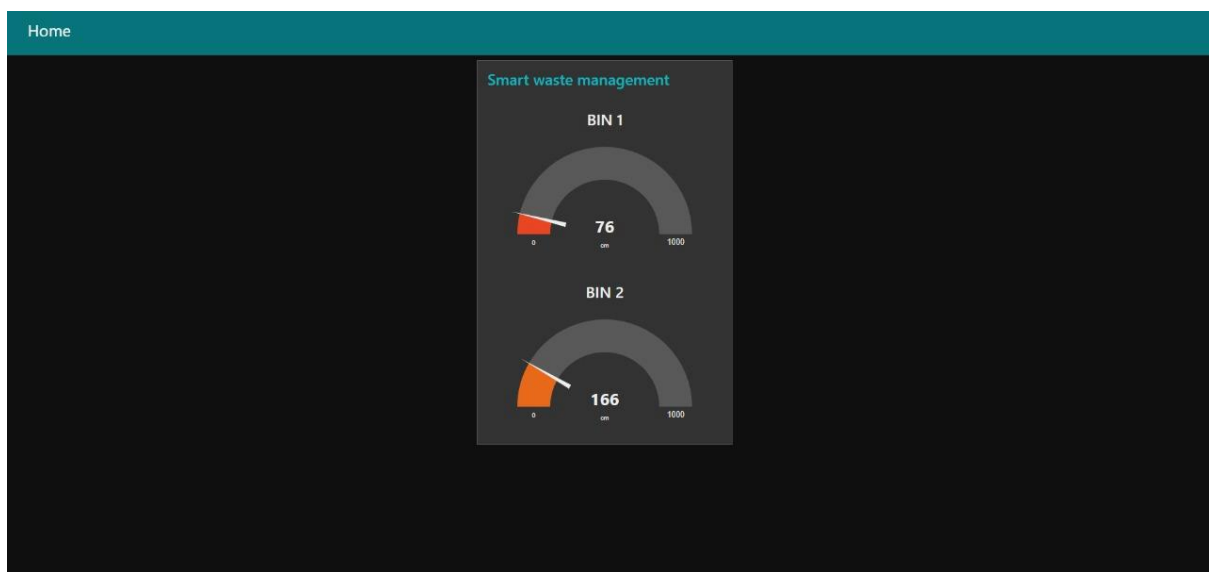 Home
Smart waste management
BIN 1
76
0
cm
1000
BIN 2
166
0
cm
1000